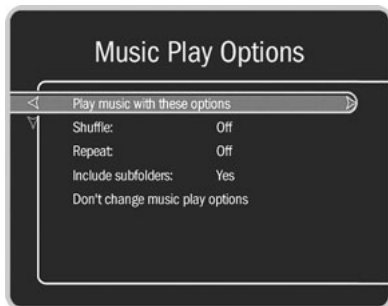 Music Play Options
Play music with these options
Shuffle: Off
Repeat: Off
Include subfolders: Yes
Don't change music play options